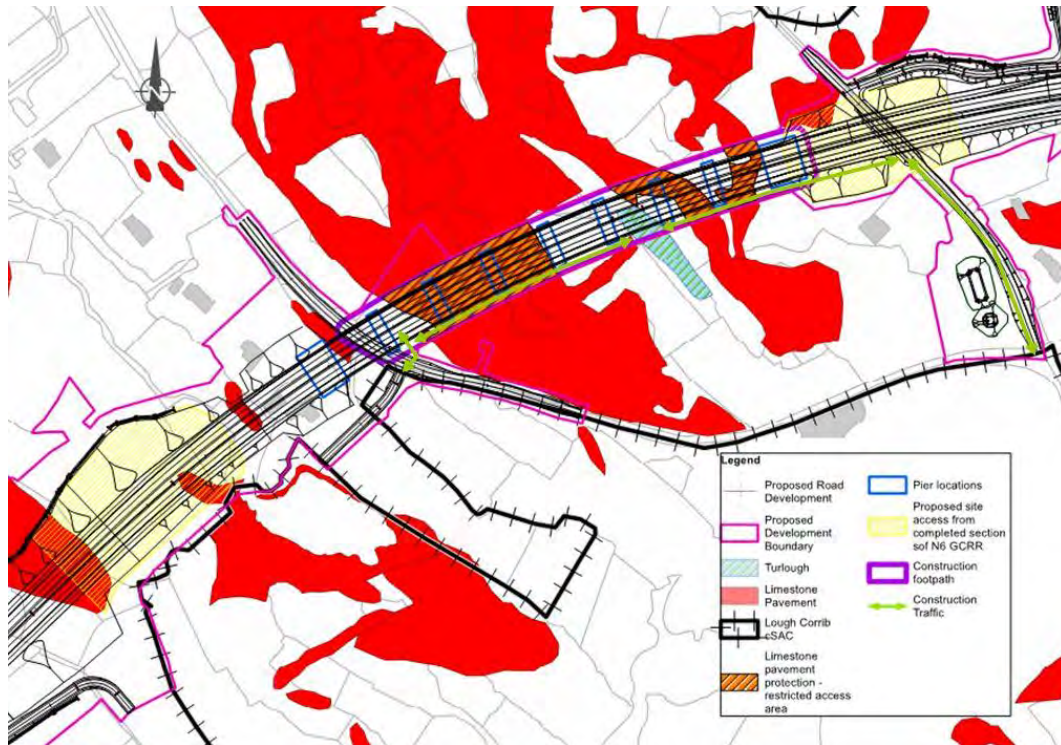 N
Legend
Proposed Road
Development
Proposed
Development
Boundary
Turlough
Limestone
Pavement
Lough Corrib
cSAC
Limestone
pavement
protection -
restricted access
area
Pier locations
Proposed site
access from
completed section
sof N6 GCRR
Construction
footpath
Construction
Traffic